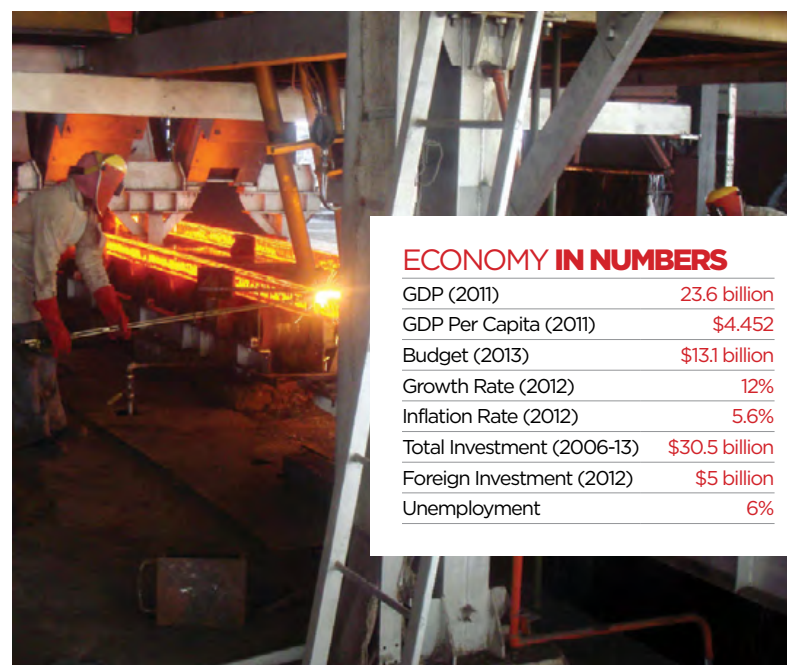 ECONOMY IN NUMBERS
GDP (2011) 23.6 billion
GDP Per Capita (2011) $4.452
Budget (2013) $13.1 billion
Growth Rate (2012) 12%
Inflation Rate (2012) 5.6%
Total Investment (2006-13) $30.5 billion
Foreign Investment (2012) $5 billion
Unemployment 6%